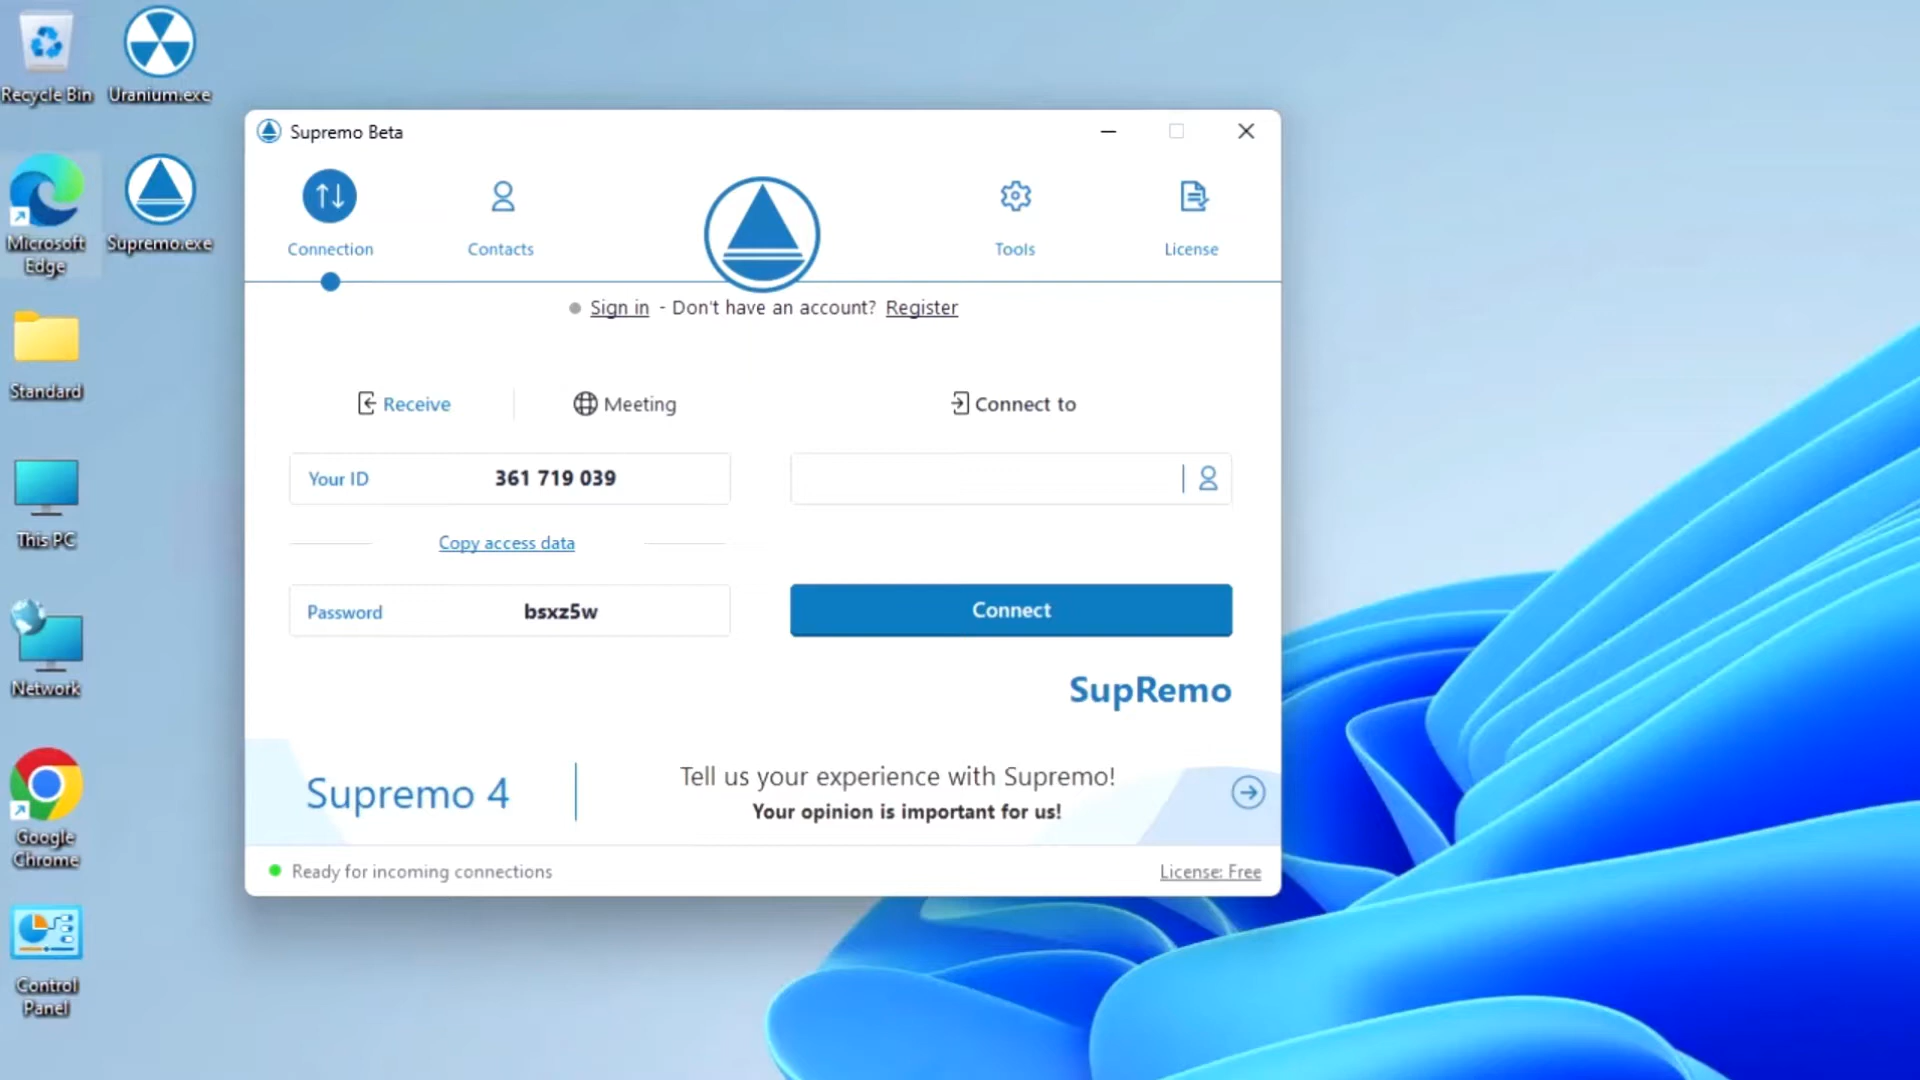 Recycle Bin
Uranium.exe
Microsoft
Edge
Supremo.exe
Standard
This PC
Network
Google
Chrome
Control
Panel
Supremo Beta
Connection
Contacts
Tools
License
Sign in - Don't have an account? Register
Receive
Meeting
Connect to
Your ID 361 719 039
Copy access data
Password bsxz5w
Connect
SupRemo
Supremo 4
Tell us your experience with Supremo!
Your opinion is important for us!
Ready for incoming connections
License: Free